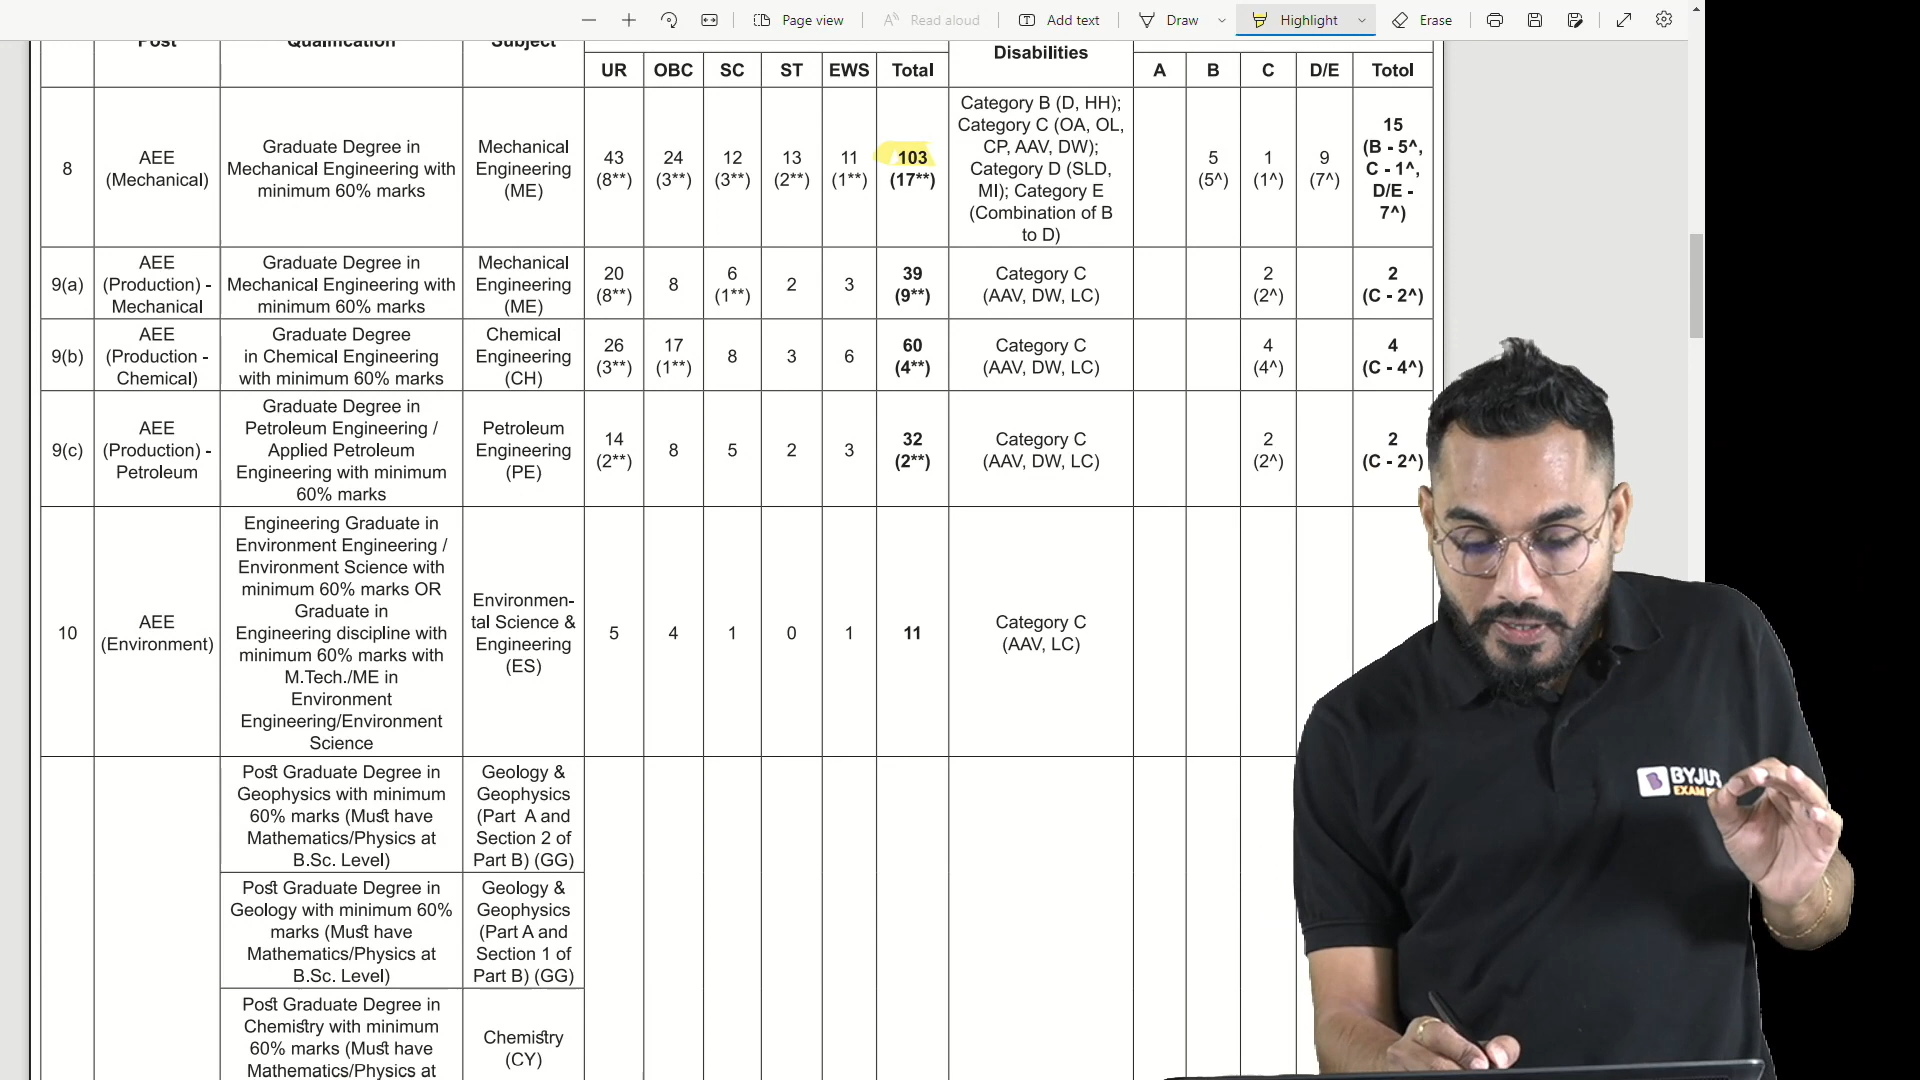 Page view
Read aloud
Add text
Draw
Highlight
Erase
Post Qualification Subject Disabilities
UR OBC SC ST EWS Total A B C D/E Totol
8
AEE
(Mechanical)
Graduate Degree in
Mechanical Engineering with
minimum 60% marks
Mechanical
Engineering
(ME)
43
(8**)
24
(3**)
12
(3**)
13
(2**)
11
(1**)
103
(17**)
Category B (D, HH);
Category C (OA, OL,
CP, AAV, DW);
Category D (SLD,
MI); Category E
(Combination of B
to D)
5
(5^)
1
(1^)
9
(7^)
15
(B - 5^,
C - 1^,
D/E -
7^)
9(a)
AEE
(Production) -
Mechanical
Graduate Degree in
Mechanical Engineering with
minimum 60% marks
Mechanical
Engineering
(ME)
20
(8**)
8
6
(1**)
2
3
39
(9**)
Category C
(AAV, DW, LC)
2
(2^)
2
(C - 2^)
9(b)
AEE
(Production -
Chemical)
Graduate Degree
in Chemical Engineering
with minimum 60% marks
Chemical
Engineering
(CH)
26
(3**)
17
(1**)
8
3
6
60
(4**)
Category C
(AAV, DW, LC)
4
(4^)
4
(C - 4^)
9(c)
AEE
(Production) -
Petroleum
Graduate Degree in
Petroleum Engineering /
Applied Petroleum
Engineering with minimum
60% marks
Petroleum
Engineering
(PE)
14
(2**)
8
5
2
3
32
(2**)
Category C
(AAV, DW, LC)
2
(2^)
2
(C - 2^)
10
AEE
(Environment)
Engineering Graduate in
Environment Engineering /
Environment Science with
minimum 60% marks OR
Graduate in
Engineering discipline with
minimum 60% marks with
M.Tech./ME in
Environment
Engineering/Environment
Science
Environmen-
tal Science &
Engineering
(ES)
5
4
1
0
1
11
Category C
(AAV, LC)
Post Graduate Degree in
Geophysics with minimum
60% marks (Must have
Mathematics/Physics at
B.Sc. Level)
Geology &
Geophysics
(Part A and
Section 2 of
Part B) (GG)
Post Graduate Degree in
Geology with minimum 60%
marks (Must have
Mathematics/Physics at
B.Sc. Level)
Geology &
Geophysics
(Part A and
Section 1 of
Part B) (GG)
Post Graduate Degree in
Chemistry with minimum
60% marks (Must have
Mathematics/Physics at
Chemistry
(CY)
B
BYJU'S
EXAM